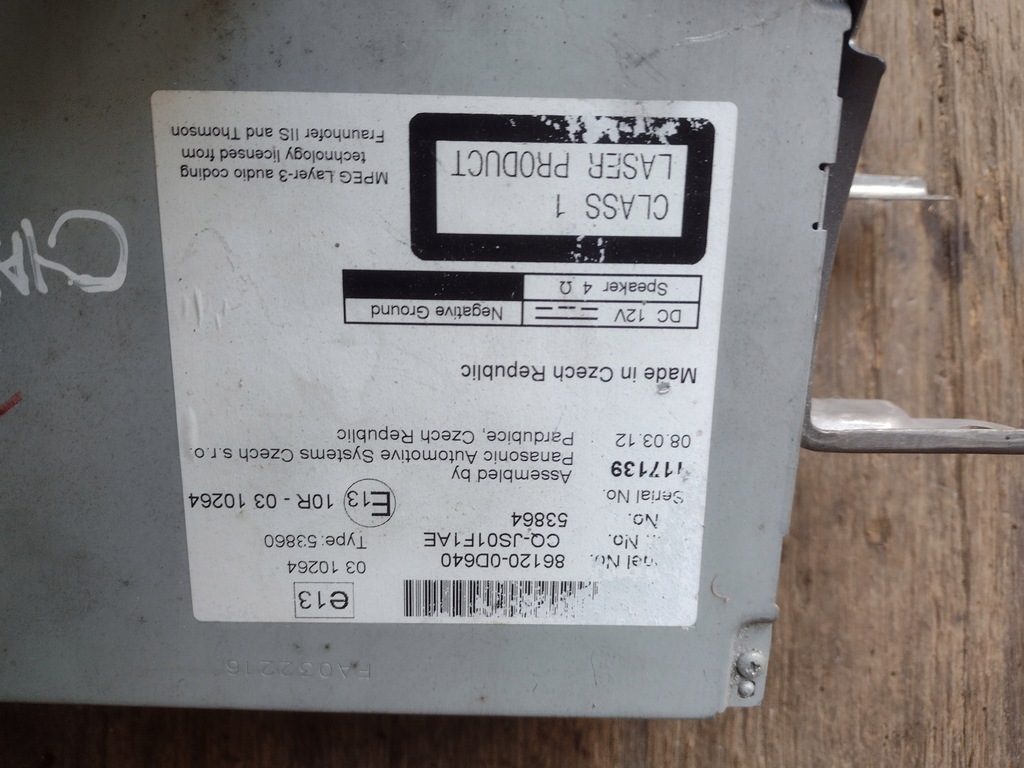 e13
86120-0D640
03 10264
No.
CQ-JS01F1AE
Type:53860
No.
53864
E13 10R - 03 10264
Serial No.
117139
Assembled by
Panasonic Automotive Systems Czech s.r.o.
08.03.12
Pardubice, Czech Republic
Made in Czech Republic
DC 12V
Negative Ground
Speaker 4 Ω
CLASS 1
LASER PRODUCT
MPEG Layer-3 audio coding
technology licensed from
Fraunhofer IIS and Thomson
FA032216